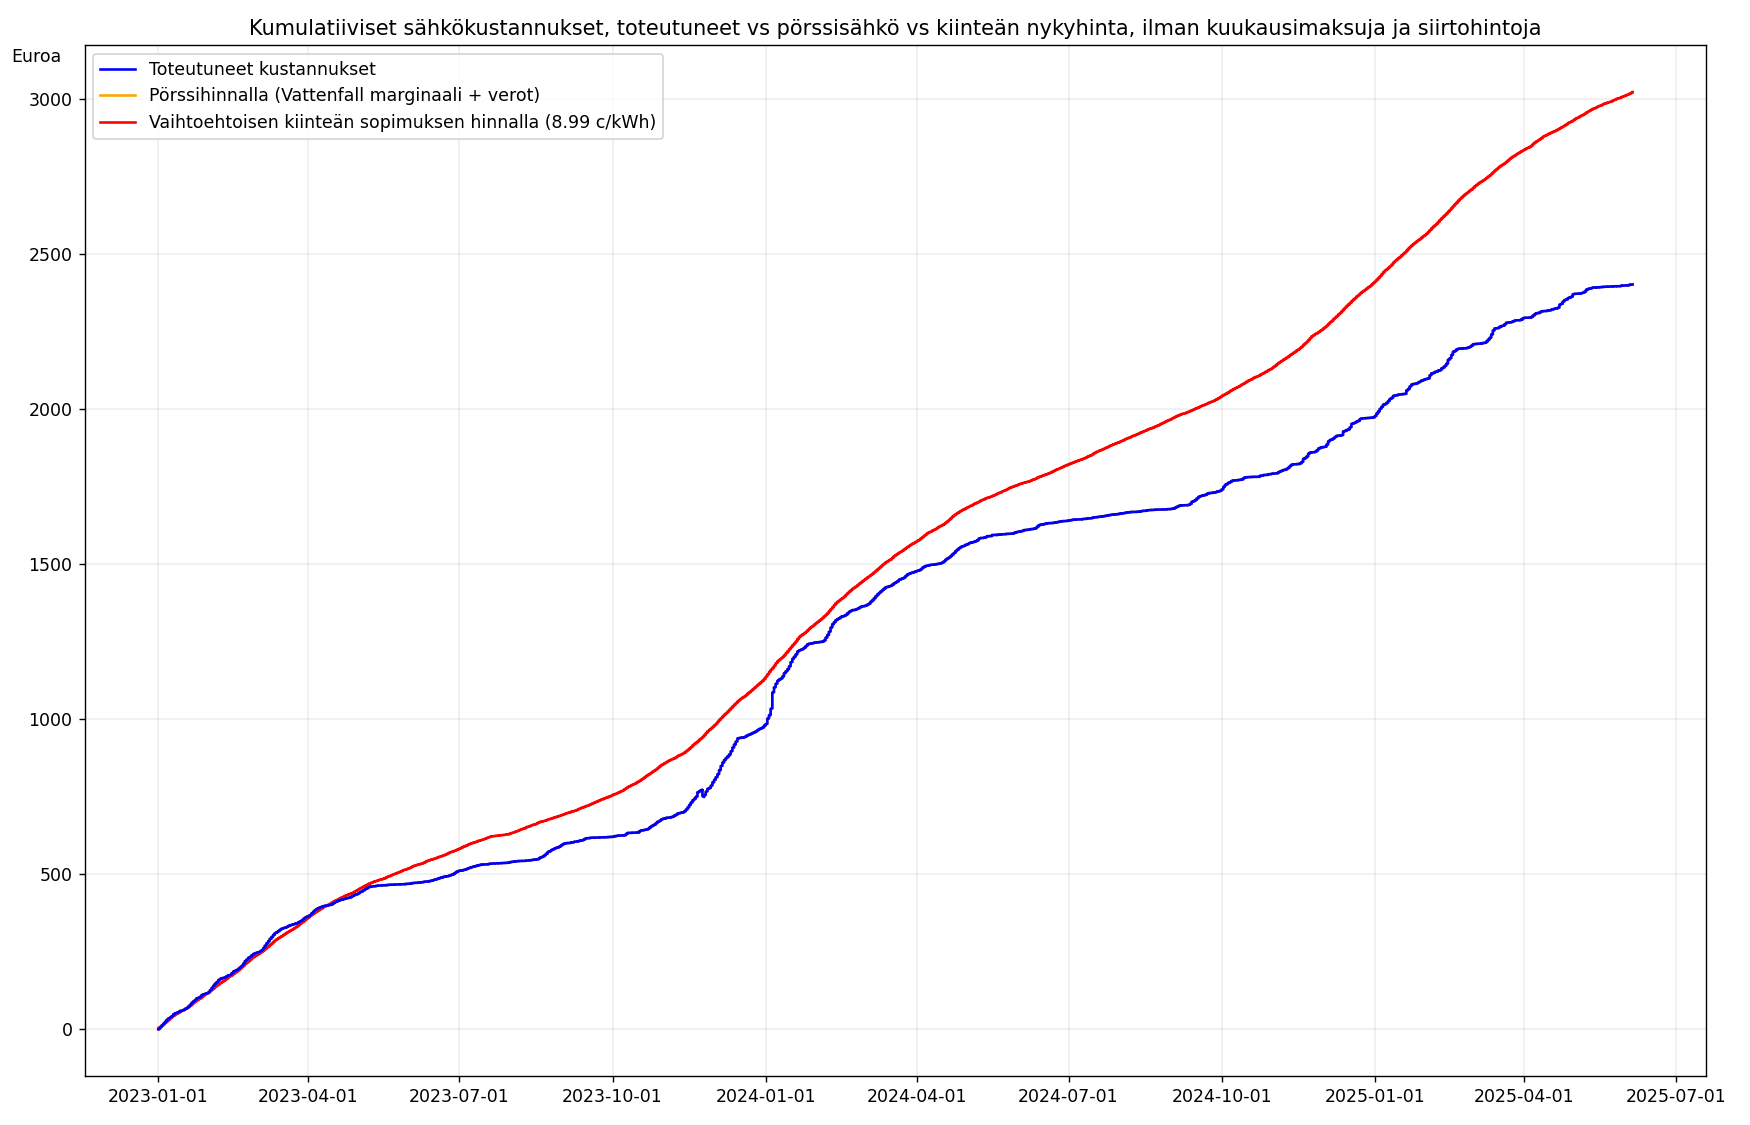 Kumulatiiviset sähkökustannukset, toteutuneet vs pörssisähkö vs kiinteän nykyhinta, ilman kuukausimaksuja ja siirtohintoja
Euroa
Toteutuneet kustannukset
Pörssihinnalla (Vattenfall marginaali + verot)
Vaihtoehtoisen kiinteän sopimuksen hinnalla (8.99 c/kWh)
3000
2500
2000
1500
1000
500
0
2023-01-01 2023-04-01 2023-07-01 2023-10-01 2024-01-01 2024-04-01 2024-07-01 2024-10-01 2025-01-01 2025-04-01 2025-07-01